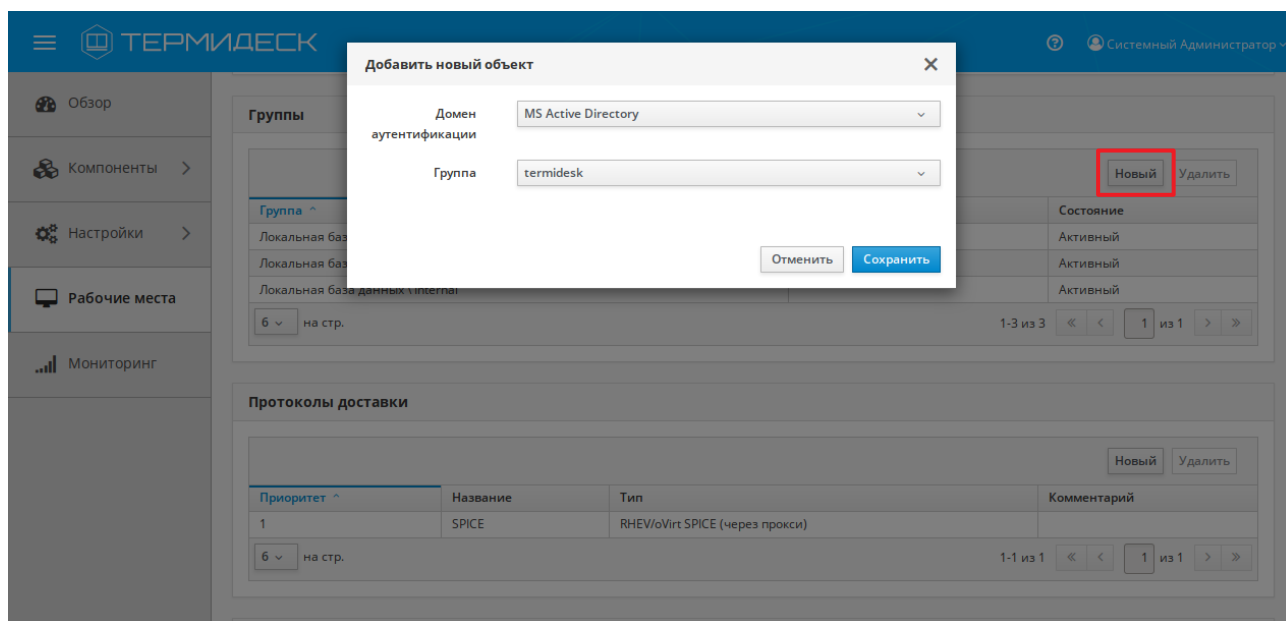 ТЕРМИДЕСК
Системный Администратор
Добавить новый объект
Домен аутентификации
MS Active Directory
Группа
termidesk
Отменить
Сохранить
Обзор
Компоненты
Настройки
Рабочие места
Мониторинг
Группы
Новый
Удалить
Группа
Состояние
Локальная баз
Активный
Локальная баз
Активный
Локальная база данных \Internal
Активный
6 на стр.
1-3 из 3
1 из 1
Протоколы доставки
Новый
Удалить
Приоритет
Название
Тип
Комментарий
1
SPICE
RHEV/oVirt SPICE (через прокси)
6 на стр.
1-1 из 1
1 из 1